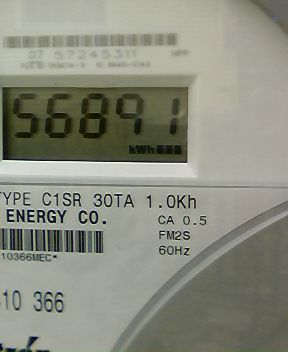 07 57245311
56891
kWh
TYPE C1SR 30TA 1.0Kh
ENERGY CO. CA 0.5
FM2S
10366MEC* 60Hz
10 366